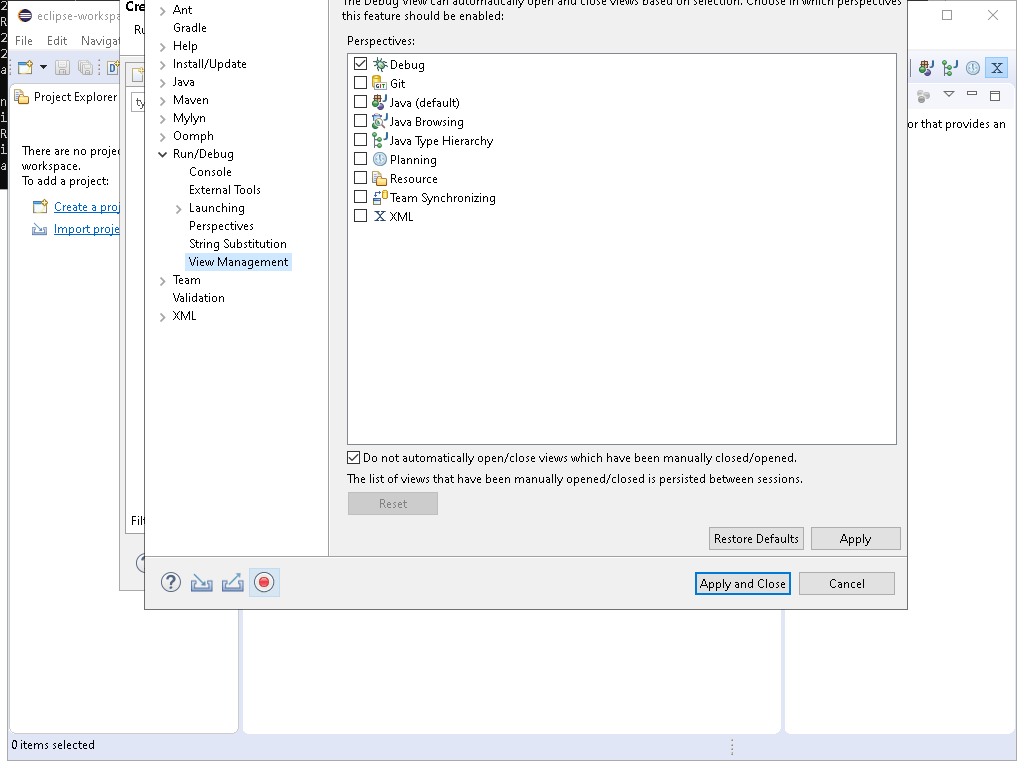 eclipse-workspa
File Edit Navigat
Project Explorer
There are no projec
workspace.
To add a project:
Create a proj
Import proje
Cre
Ru
ty
Filt
Ant
Gradle
Help
Install/Update
Java
Maven
Mylyn
Oomph
Run/Debug
Console
External Tools
Launching
Perspectives
String Substitution
View Management
Team
Validation
XML
The Debug View can automatically open and close views based on selection. Choose in which perspectives
this feature should be enabled:
Perspectives:
Debug
Git
Java (default)
Java Browsing
Java Type Hierarchy
Planning
Resource
Team Synchronizing
XML
Do not automatically open/close views which have been manually closed/opened.
The list of views that have been manually opened/closed is persisted between sessions.
Reset
Restore Defaults Apply
Apply and Close Cancel
or that provides an
0 items selected